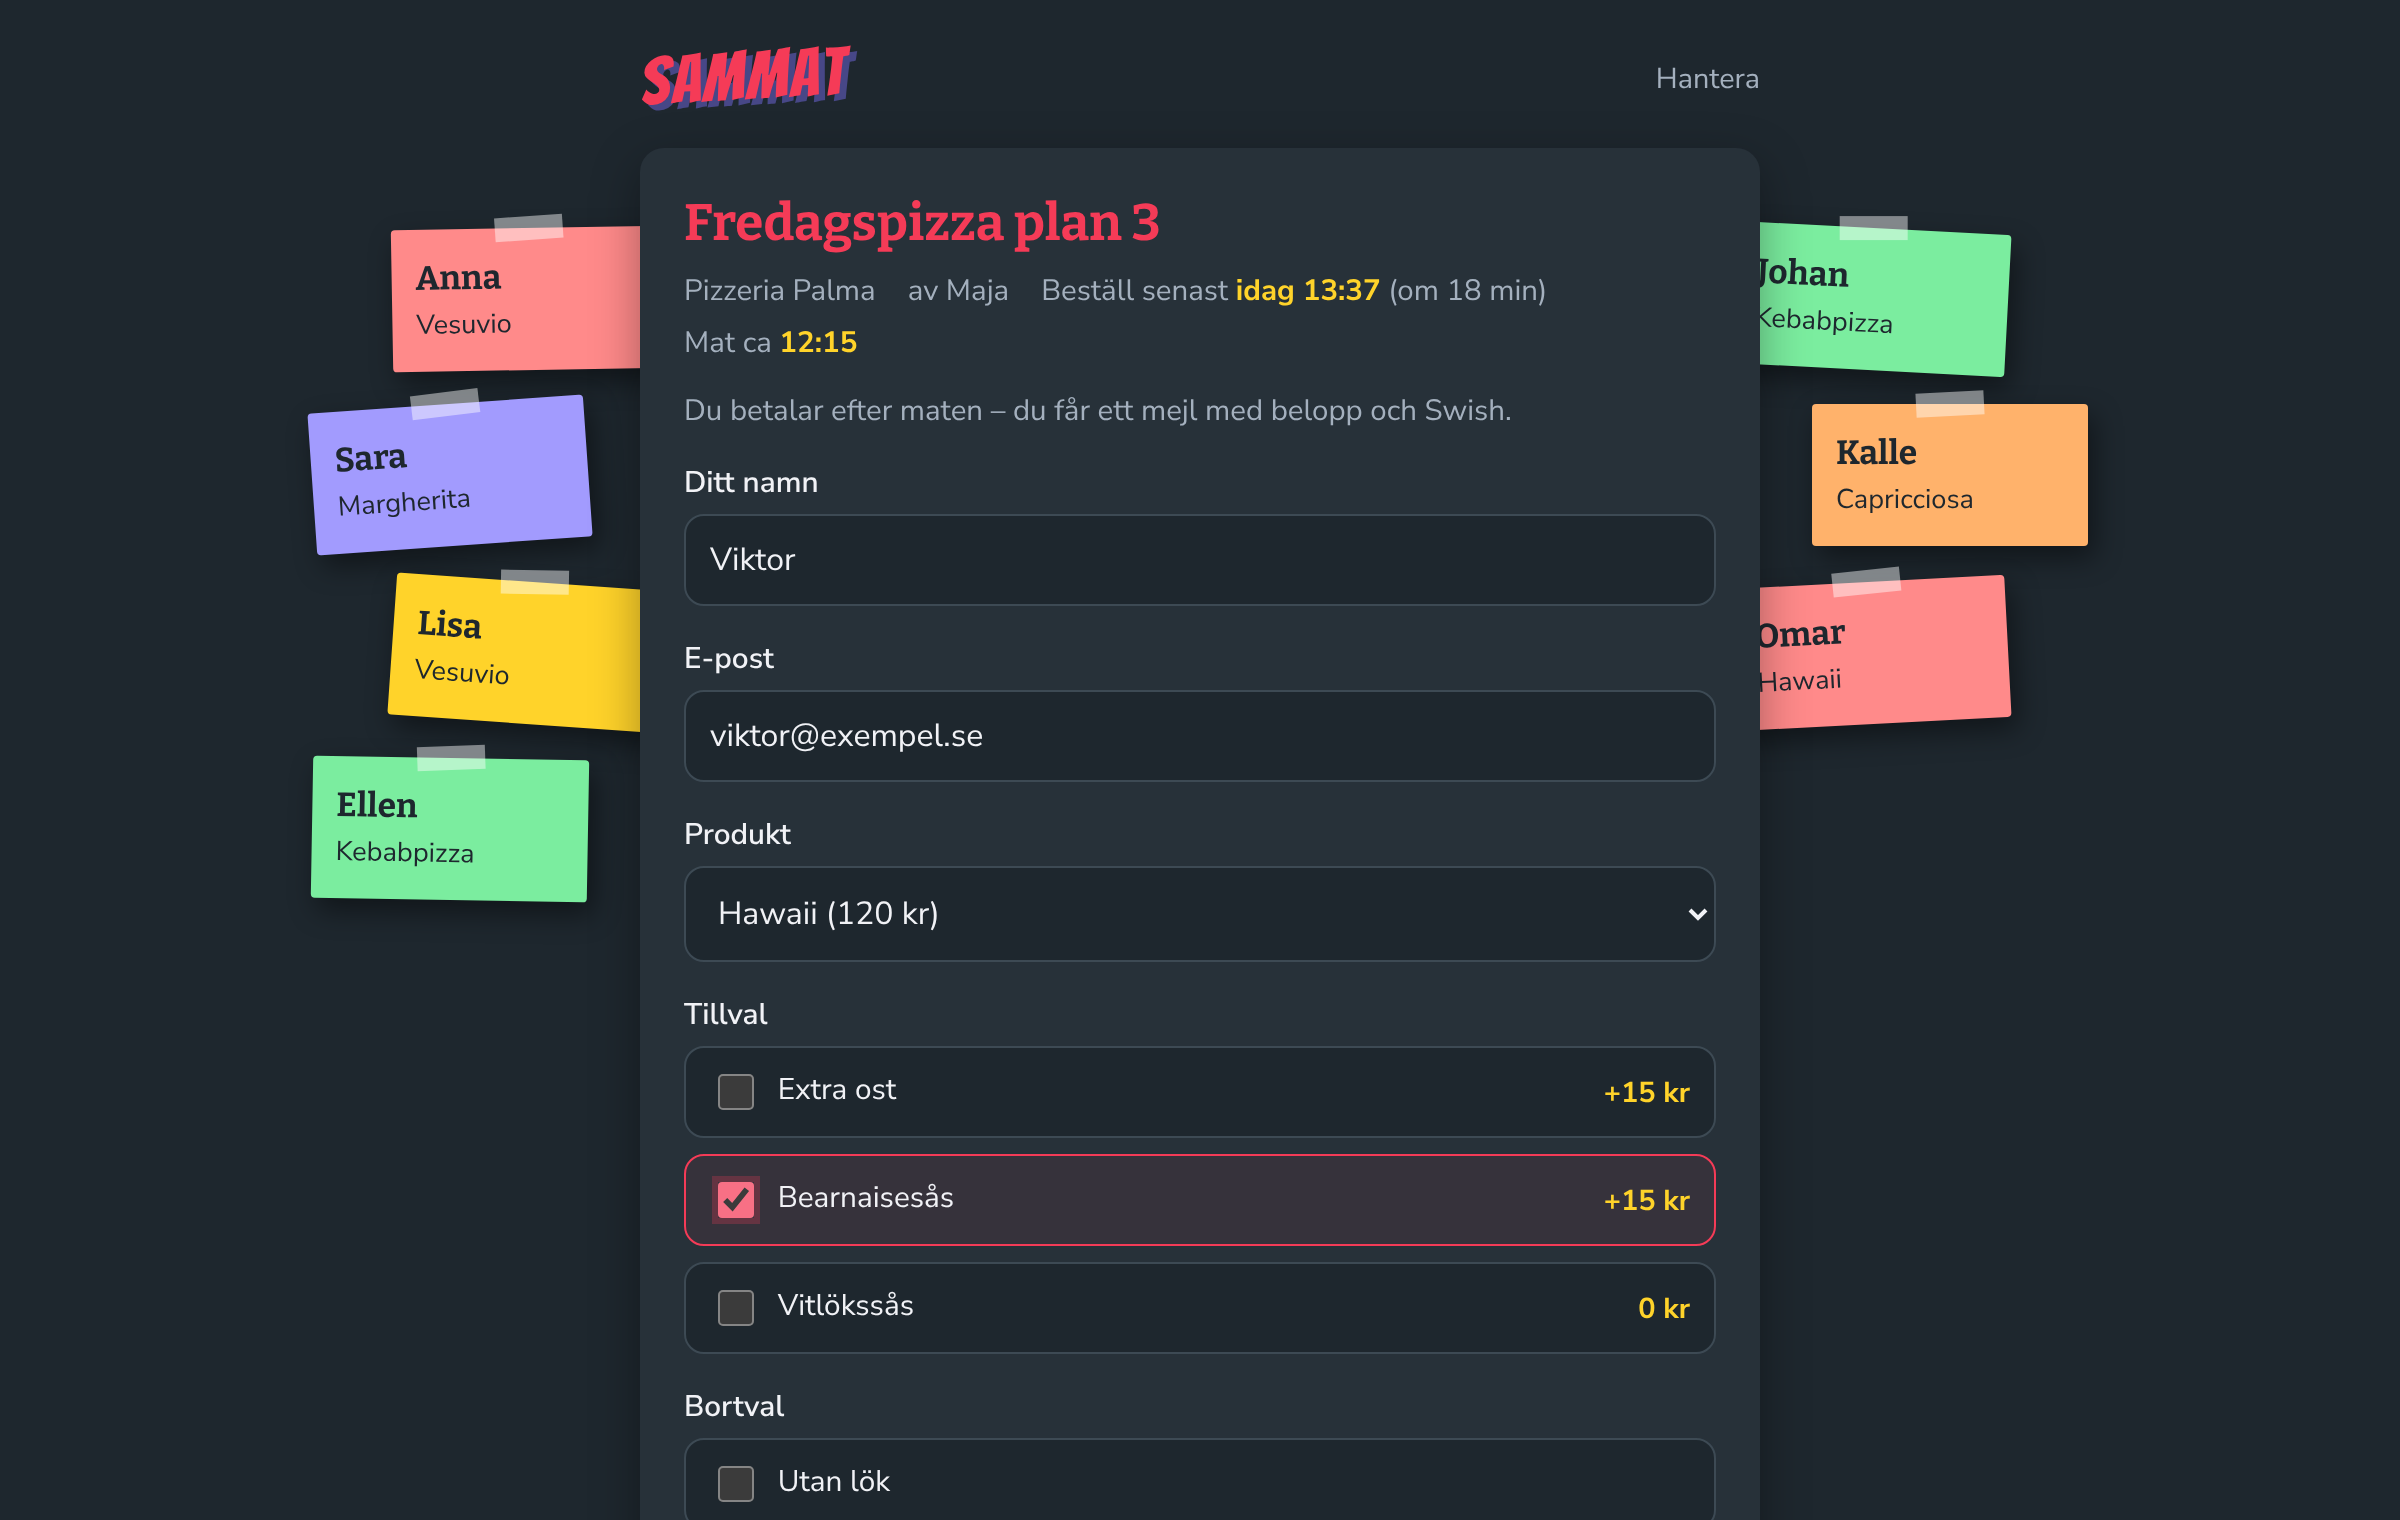 SAMMAT
Hantera
Anna
Vesuvio
Sara
Margherita
Lisa
Vesuvio
Ellen
Kebabpizza
Fredagspizza plan 3
Pizzeria Palma av Maja Beställ senast idag 13:37 (om 18 min)
Mat ca 12:15
Du betalar efter maten – du får ett mejl med belopp och Swish.
Ditt namn
Viktor
E-post
viktor@exempel.se
Produkt
Hawaii (120 kr)
Tillval
Extra ost +15 kr
Bearnaisesås +15 kr
Vitlökssås 0 kr
Bortval
Utan lök
Johan
Kebabpizza
Kalle
Capricciosa
Omar
Hawaii